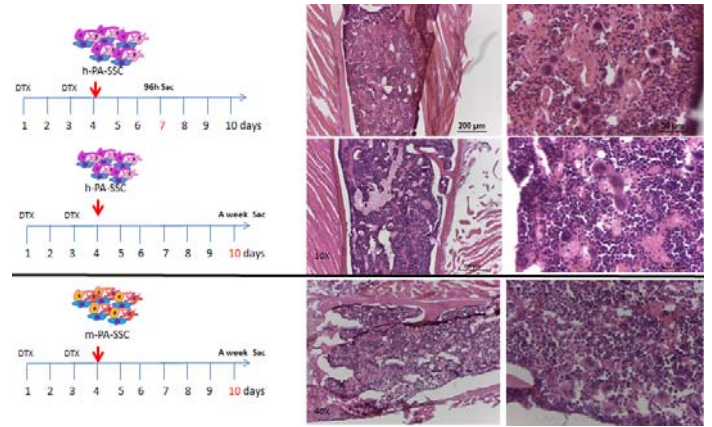 h-PA-SSC
DTX DTX 96h Sac
1 2 3 4 5 6 7 8 9 10 days
200 µm
h-PA-SSC
DTX DTX A week Sac
1 2 3 4 5 6 7 8 9 10 days
10X
m-PA-SSC
DTX DTX A week Sac
1 2 3 4 5 6 7 8 9 10 days
40X